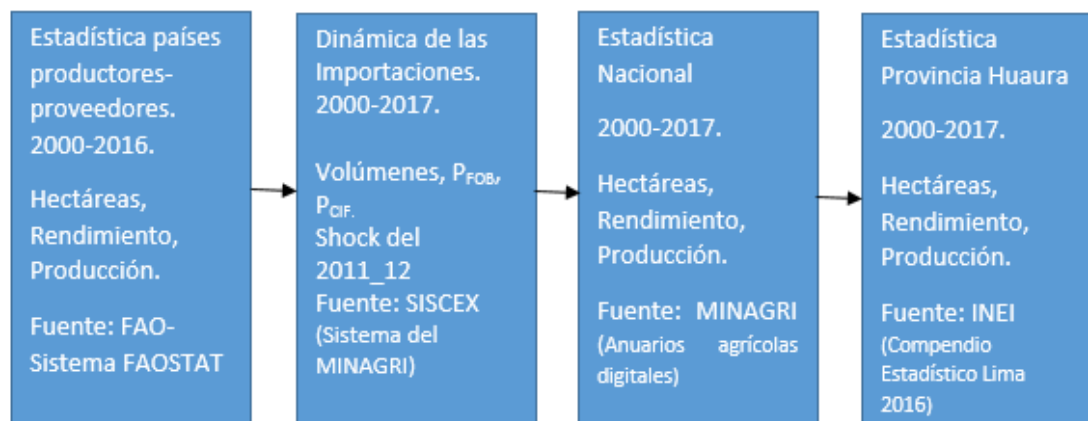 Estadística países
productores-
proveedores.
2000-2016.
Hectáreas,
Rendimiento,
Producción.
Fuente: FAO-
Sistema FAOSTAT
Dinámica de las
Importaciones.
2000-2017.
Volúmenes, PFOB,
PCIF.
Shock del
2011_12
Fuente: SISCEX
(Sistema del
MINAGRI)
Estadística
Nacional
2000-2017.
Hectáreas,
Rendimiento,
Producción.
Fuente: MINAGRI
(Anuarios agrícolas
digitales)
Estadística
Provincia Huaura
2000-2017.
Hectáreas,
Rendimiento,
Producción.
Fuente: INEI
(Compendio
Estadístico Lima
2016)